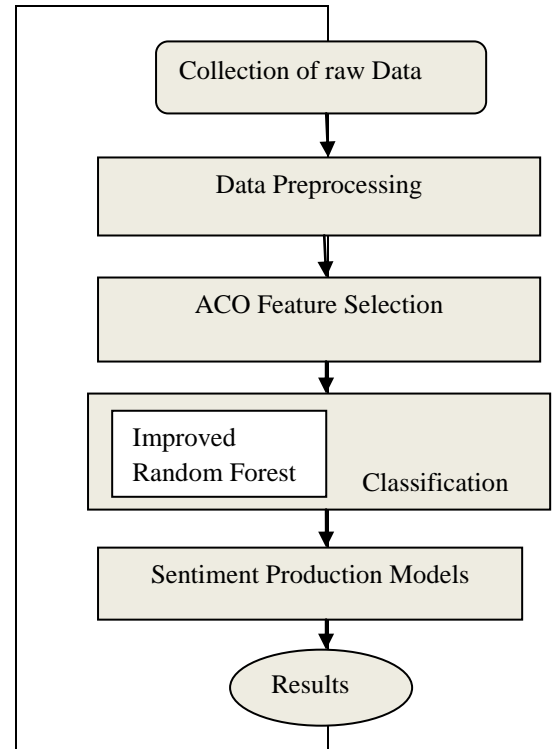 Collection of raw Data
Data Preprocessing
ACO Feature Selection
Improved
Random Forest
Classification
Sentiment Production Models
Results